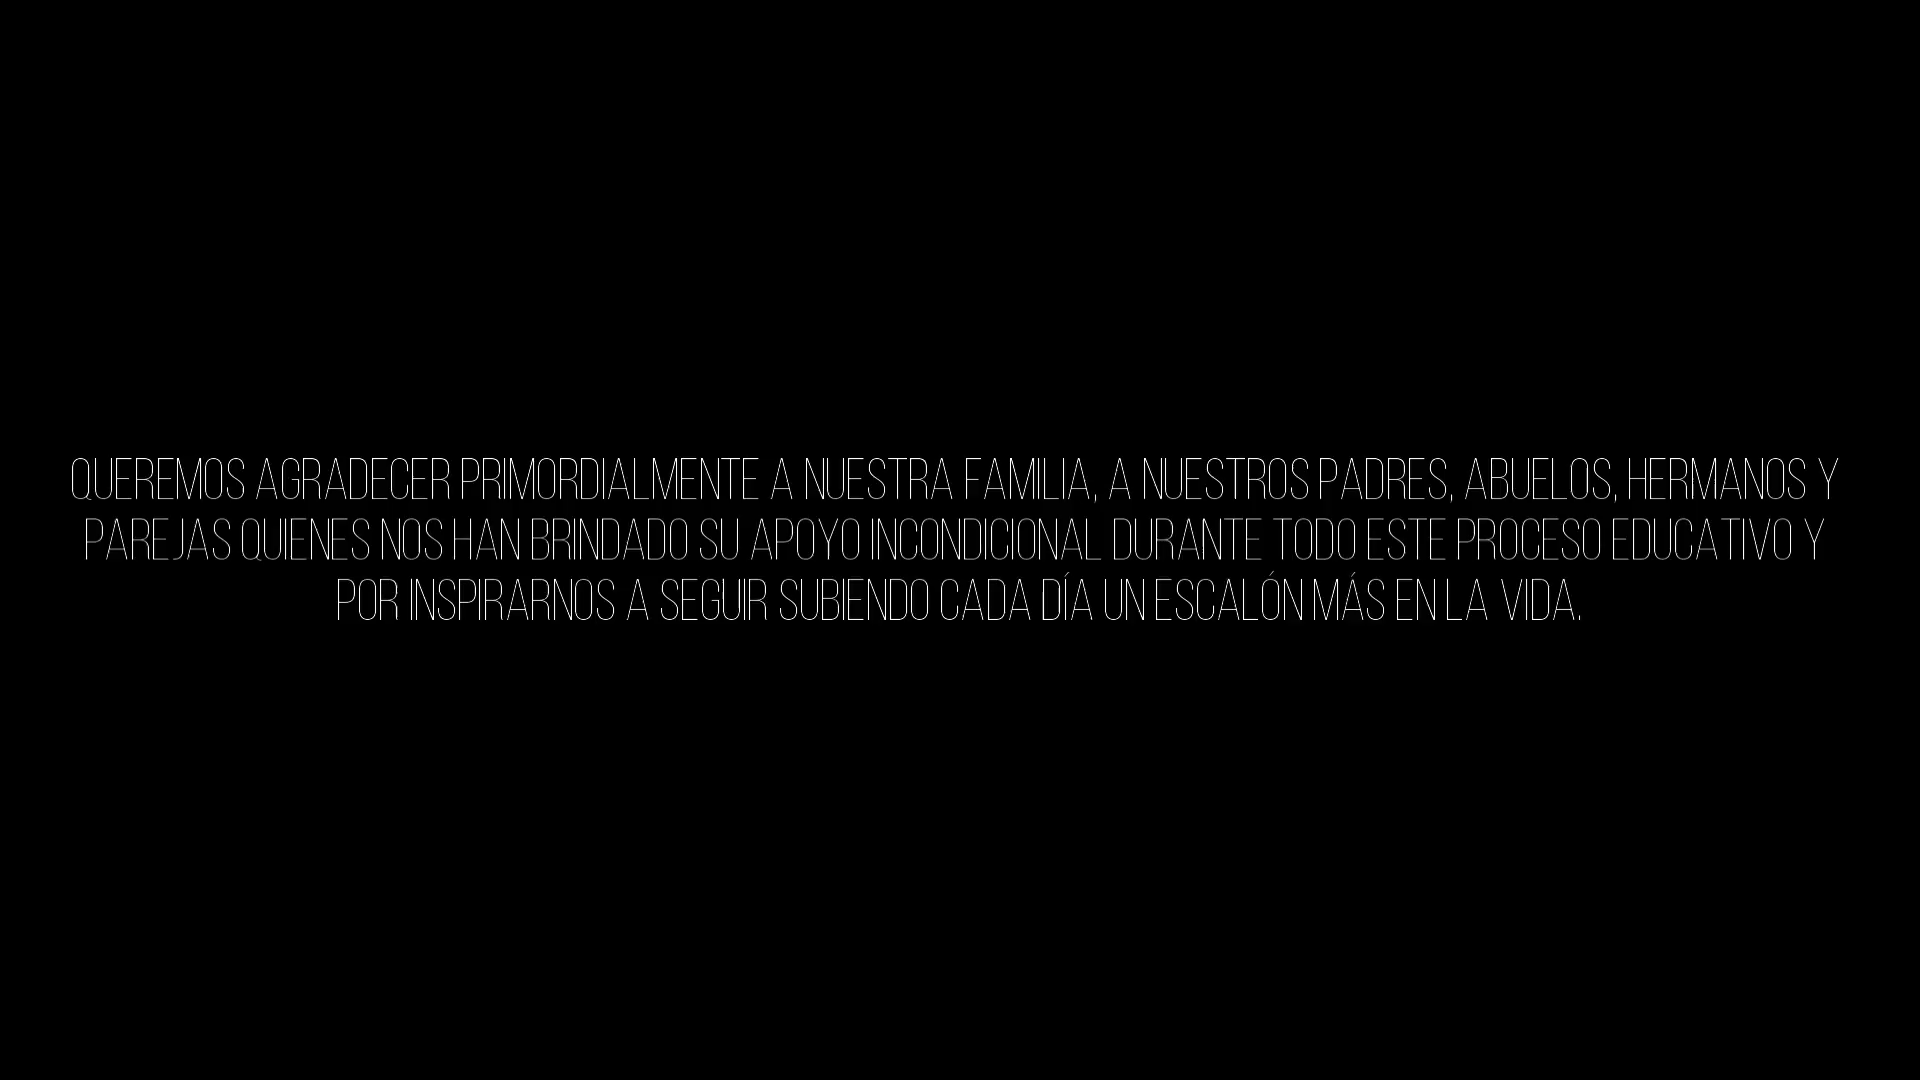 QUEREMOS AGRADECER PRIMORDIALMENTE A NUESTRA FAMILIA, A NUESTROS PADRES, ABUELOS, HERMANOS Y
PAREJAS QUIENES NOS HAN BRINDADO SU APOYO INCONDICIONAL DURANTE TODO ESTE PROCESO EDUCATIVO Y
POR INSPIRARNOS A SEGUIR SUBIENDO CADA DÍA UN ESCALÓN MÁS EN LA VIDA.